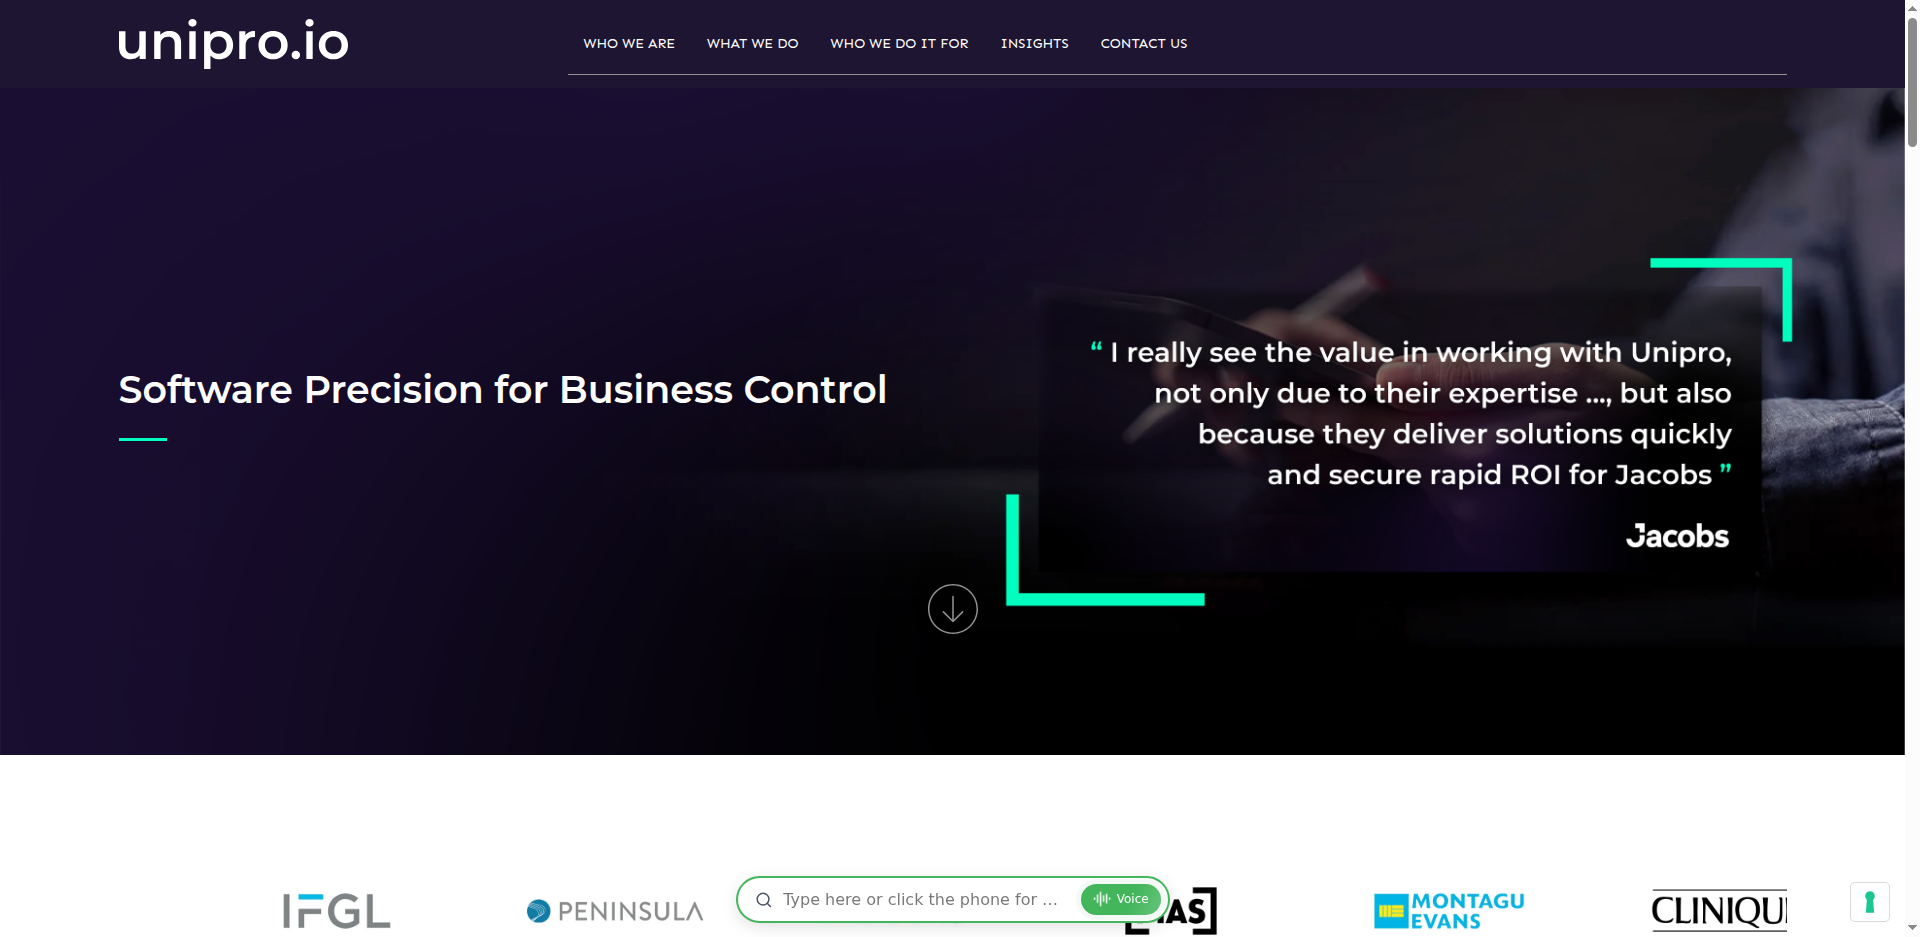 unipro.io
WHO WE ARE WHAT WE DO WHO WE DO IT FOR INSIGHTS CONTACT US
Software Precision for Business Control
“ I really see the value in working with Unipro,
not only due to their expertise ..., but also
because they deliver solutions quickly
and secure rapid ROI for Jacobs ”
Jacobs
IFGL
PENINSULA
Type here or click the phone for ...
Voice
MONTAGU
EVANS